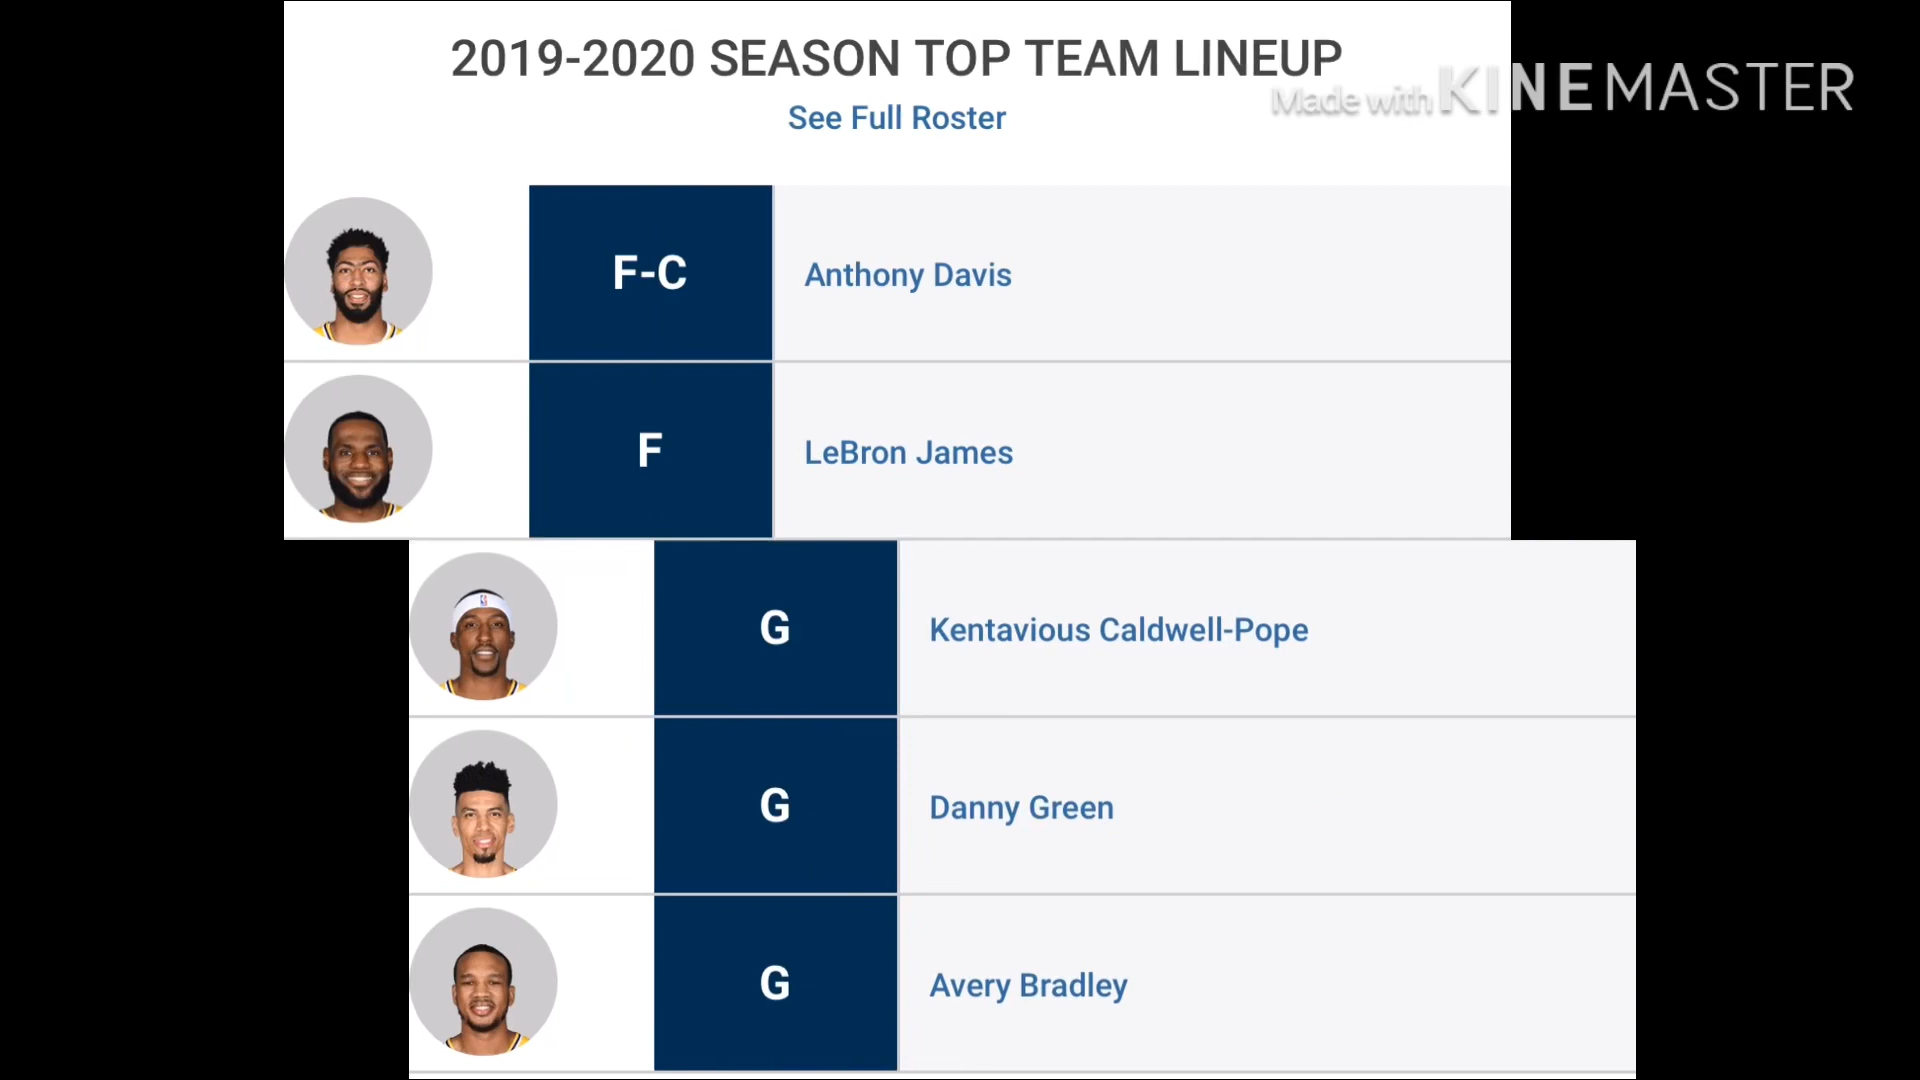 2019-2020 SEASON TOP TEAM LINEUP
Made with KINEMASTER
See Full Roster
F-C Anthony Davis
F LeBron James
G Kentavious Caldwell-Pope
G Danny Green
G Avery Bradley